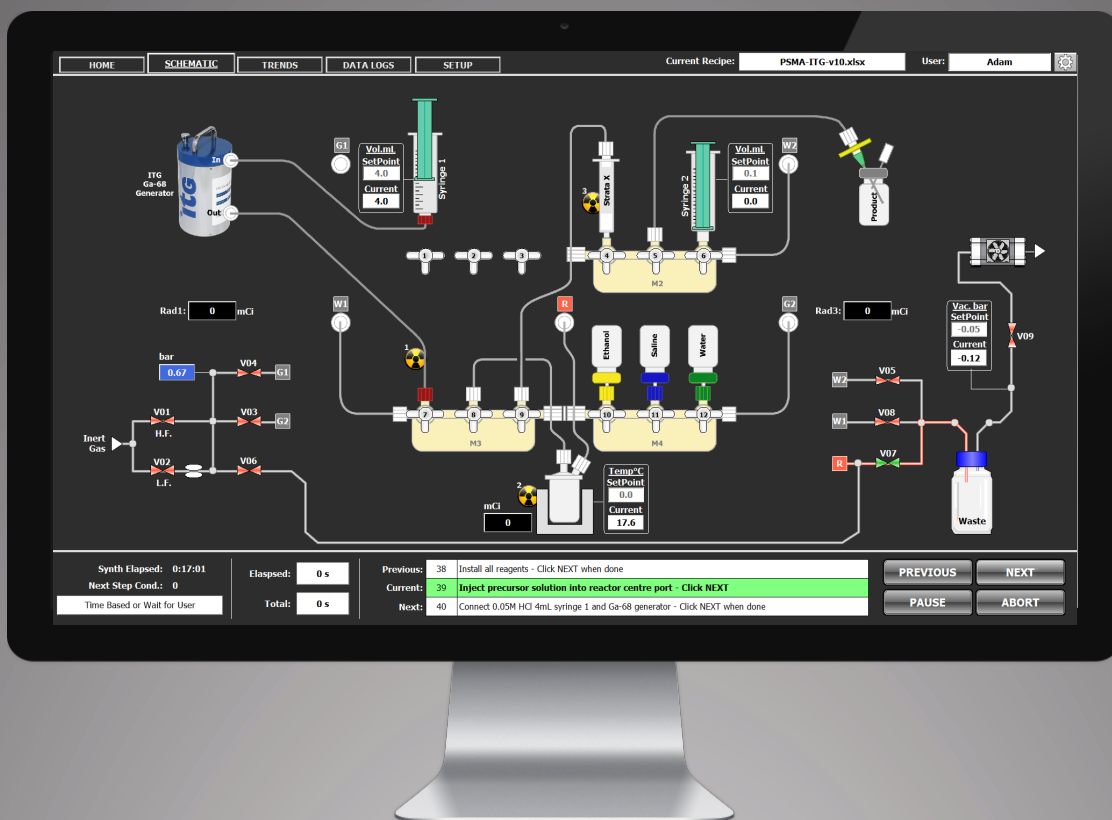 HOME
SCHEMATIC
TRENDS
DATA LOGS
SETUP
Current Recipe:
PSMA-ITG-v10.xlsx
User:
Adam
ITG
Ga-68
Generator
In
itG
Out
G1
Vol.mL
SetPoint
4.0
Current
4.0
Syringe 1
3
Strata X
Syringe 2
Vol.mL
SetPoint
0.1
Current
0.0
W2
Product
1
2
3
4
5
6
M2
Rad1:
0
mCi
W1
R
G2
Rad3:
0
mCi
Vac. bar
SetPoint
-0.05
Current
-0.12
V09
1
Ethanol
Saline
Water
bar
0.67
V04
G1
V01
H.F.
V03
G2
Inert
Gas
V02
L.F.
V06
7
8
9
M3
10
11
12
M4
W2
V05
W1
V08
R
V07
Waste
2
mCi
0
Temp°C
SetPoint
0.0
Current
17.6
Synth Elapsed: 0:17:01
Next Step Cond.: 0
Time Based or Wait for User
Elaspsed:
0 s
Total:
0 s
Previous: 38 Install all reagents - Click NEXT when done
Current: 39 Inject precursor solution into reactor centre port - Click NEXT
Next: 40 Connect 0.05M HCl 4mL syringe 1 and Ga-68 generator - Click NEXT when done
PREVIOUS
NEXT
PAUSE
ABORT